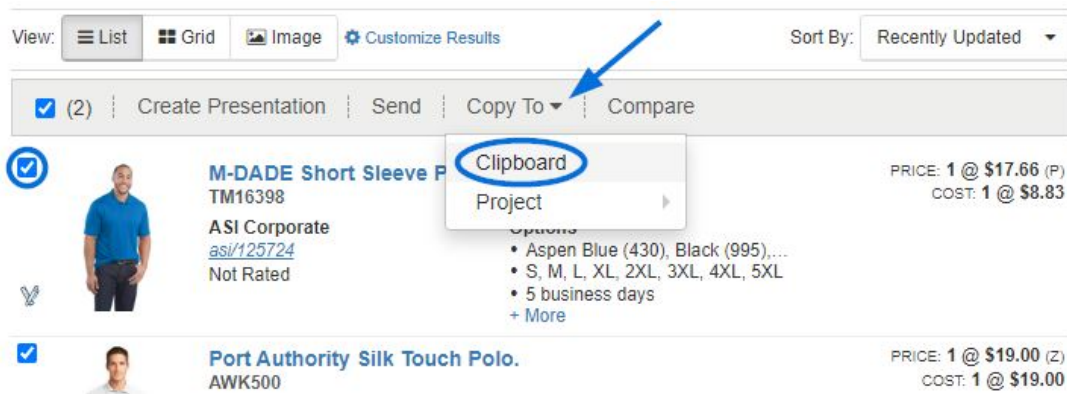 View: List Grid Image Customize Results Sort By: Recently Updated
(2) Create Presentation Send Copy To Compare
Clipboard
Project
M-DADE Short Sleeve P
TM16398
ASI Corporate
asi/125724
Not Rated
Options
• Aspen Blue (430), Black (995),...
• S, M, L, XL, 2XL, 3XL, 4XL, 5XL
• 5 business days
+ More
PRICE: 1 @ $17.66 (P)
COST: 1 @ $8.83
Port Authority Silk Touch Polo.
AWK500
PRICE: 1 @ $19.00 (Z)
COST: 1 @ $19.00